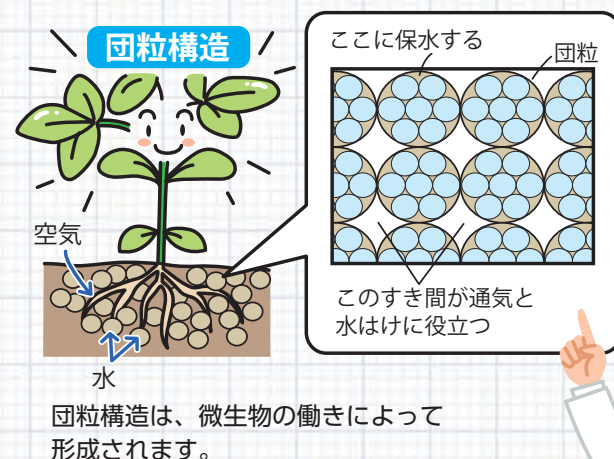 団粒構造
ここに保水する
団粒
空気
このすき間が通気と
水はけに役立つ
水
団粒構造は、微生物の働きによって
形成されます。